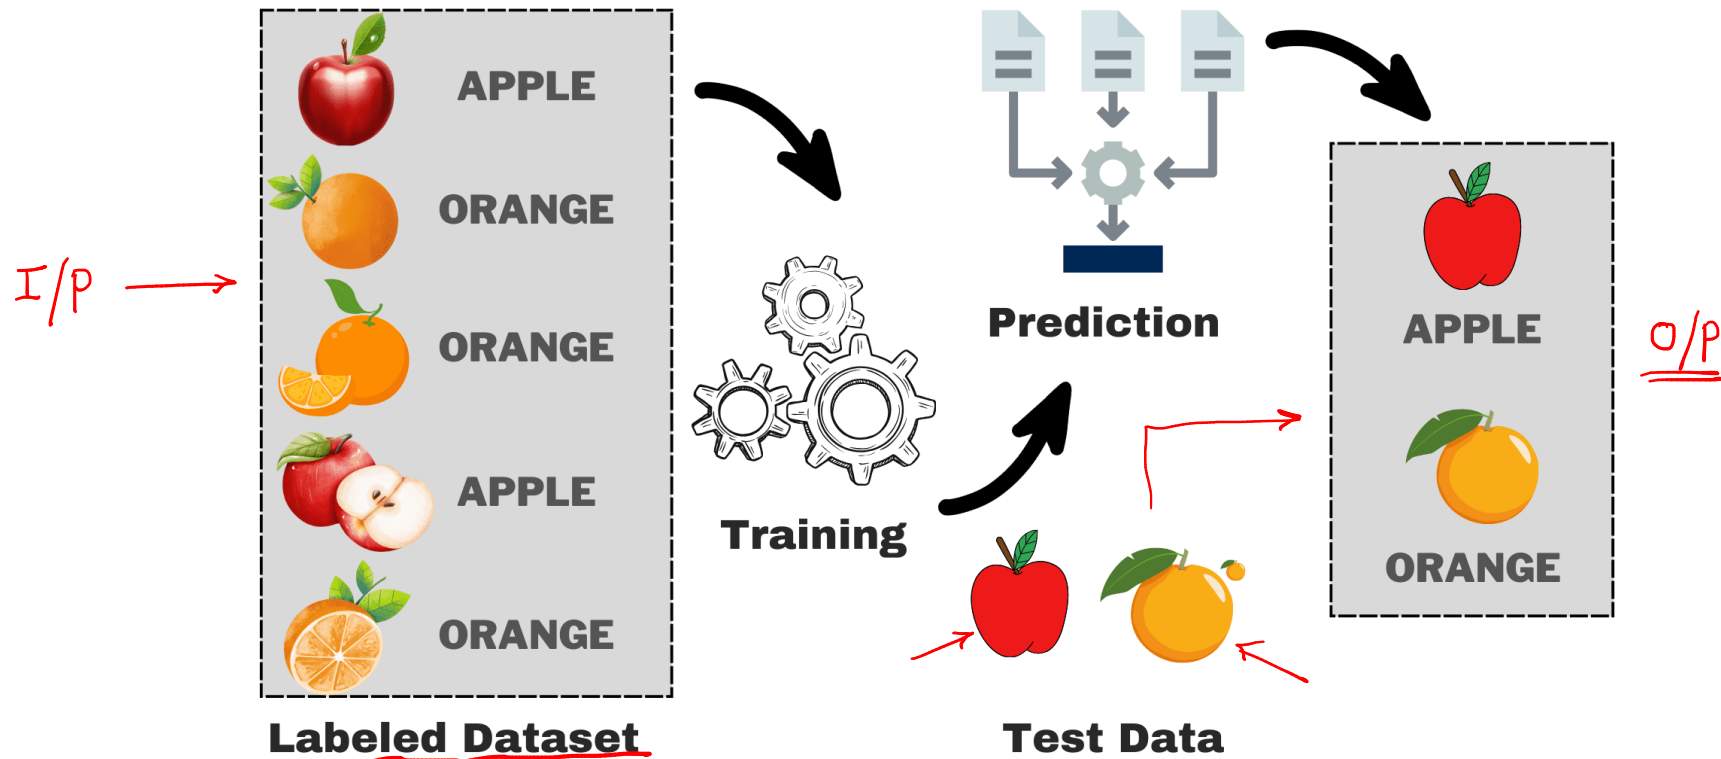 I/P
APPLE
ORANGE
ORANGE
APPLE
ORANGE
Labeled Dataset
Training
Prediction
Test Data
APPLE
ORANGE
O/P